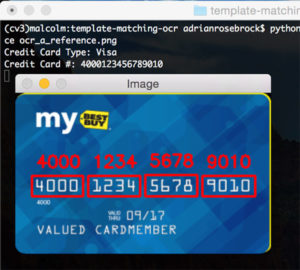 template-matchin
(cv3)malcolm:template-matching-ocr adrianrosebrock$ python
ce ocr_a_reference.png
Credit Card Type: Visa
Credit Card #: 4000123456789010
Image
my BEST BUY
4000 1234 5678 9010
4000 1234 5678 9010
4000
VALID THRU 09/17
VALUED CARDMEMBER